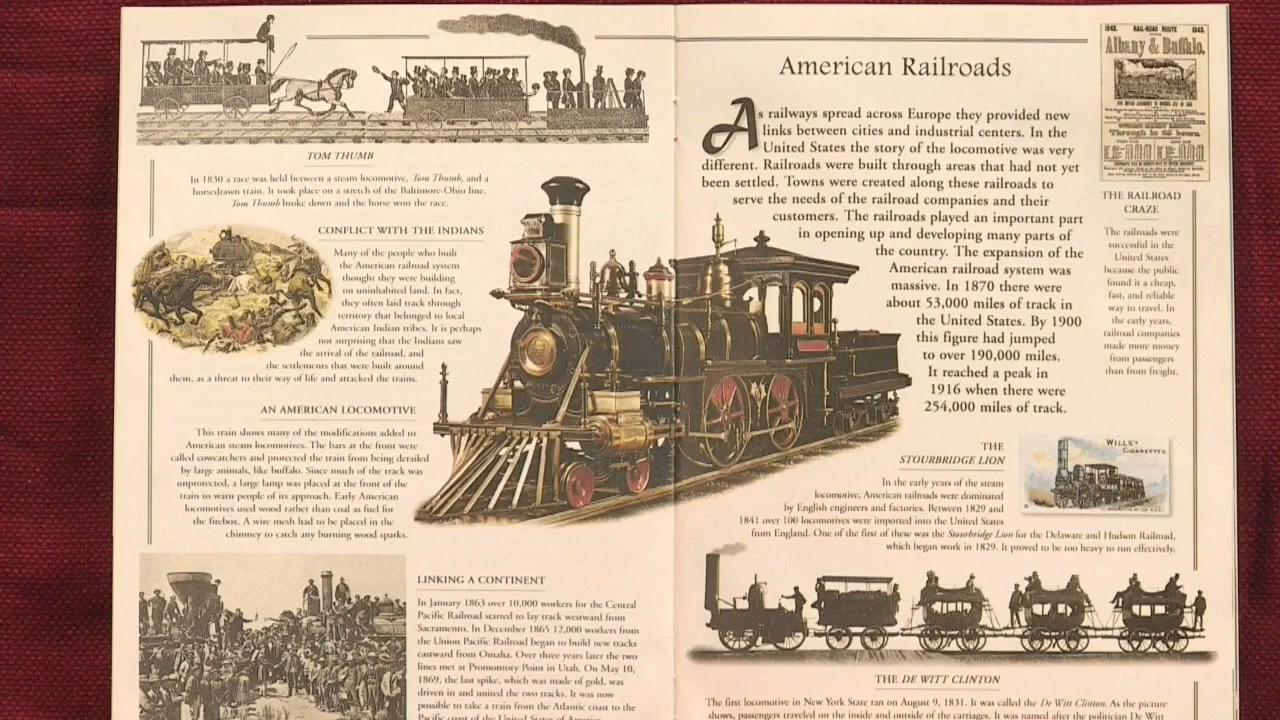 TOM THUMB
In 1830 a race was held between a steam locomotive, Tom Thumb, and a
horsedrawn train. It took place on a stretch of the Baltimore-Ohio line.
Tom Thumb broke down and the horse won the race.
CONFLICT WITH THE INDIANS
Many of the people who built
the American railroad system
thought they were building
on uninhabited land. In fact,
they often laid track through
territory that belonged to local
American Indian tribes. It is perhaps
not surprising that the Indians saw
the arrival of the railroad, and
the settlements that were built around
them, as a threat to their way of life and attacked the trains.
AN AMERICAN LOCOMOTIVE
This train shows many of the modifications added to
American steam locomotives. The bars at the front were
called cowcatchers and protected the train from being derailed
by large animals, like buffalo. Since much of the track was
unprotected, a large lamp was placed at the front of the
train to warn people of its approach. Early American
locomotives used wood rather than coal as fuel for
the firebox. A wire mesh had to be placed in the
chimney to catch any burning wood sparks.
LINKING A CONTINENT
In January 1863 over 10,000 workers for the Central
Pacific Railroad started to lay track westward from
Sacramento. In December 1865 12,000 workers from
the Union Pacific Railroad began to build new tracks
eastward from Omaha. Over three years later the two
lines met at Promontory Point in Utah. On May 10,
1869, the last spike, which was made of gold, was
driven in and united the two tracks. It was now
possible to take a train from the Atlantic coast to the
Pacific coast of the United States of America.
American Railroads
As railways spread across Europe they provided new
links between cities and industrial centers. In the
United States the story of the locomotive was very
different. Railroads were built through areas that had not yet
been settled. Towns were created along these railroads to
serve the needs of the railroad companies and their
customers. The railroads played an important part
in opening up and developing many parts of
the country. The expansion of the
American railroad system was
massive. In 1870 there were
about 53,000 miles of track in
the United States. By 1900
this figure had jumped
to over 190,000 miles.
It reached a peak in
1916 when there were
254,000 miles of track.
1843. RAIL-ROAD ROUTE 1843.
Albany & Buffalo.
Through in 25 hours.
THE RAILROAD
CRAZE
The railroads were
successful in the
United States
because the public
found it a cheap,
fast, and reliable
way to travel. In
the early years,
railroad companies
made more money
from passengers
than from freight.
THE
STOURBRIDGE LION
WILLS'S
CIGARETTES
In the early years of the steam
locomotive, American railroads were dominated
by English engineers and factories. Between 1829 and
1841 over 100 locomotives were imported into the United States
from England. One of the first of these was the Stourbridge Lion for the Delaware and Hudson Railroad,
which began work in 1829. It proved to be too heavy to run effectively.
THE DE WITT CLINTON
The first locomotive in New York State ran on August 9, 1831. It was called the De Witt Clinton. As the picture
shows, passengers traveled on the inside and outside of the carriages. It was named after the politician De Witt